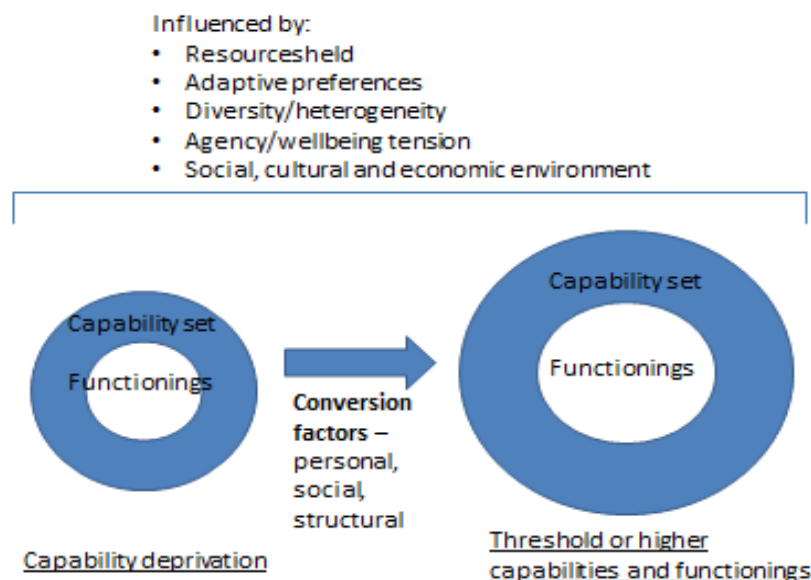 Influenced by:
• Resourcesheld
• Adaptive preferences
• Diversity/heterogeneity
• Agency/wellbeing tension
• Social, cultural and economic environment
Capability set
Functionings
Conversion
factors –
personal,
social,
structural
Capability set
Functionings
Capability deprivation
Threshold or higher
capabilities and functionings